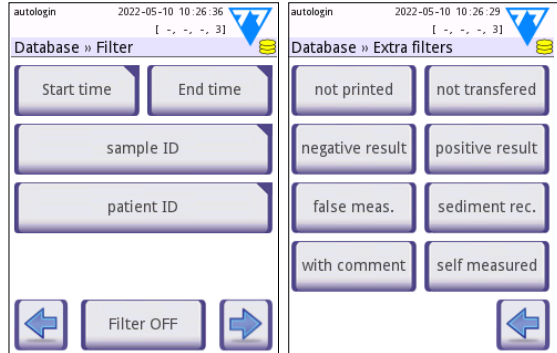 autologin 2022-05-10 10:26:36
[ -, -, -, 3]
Database » Filter
Start time End time
sample ID
patient ID
Filter OFF
autologin 2022-05-10 10:26:29
[ -, -, -, 3]
Database » Extra filters
not printed not transfered
negative result positive result
false meas. sediment rec.
with comment self measured